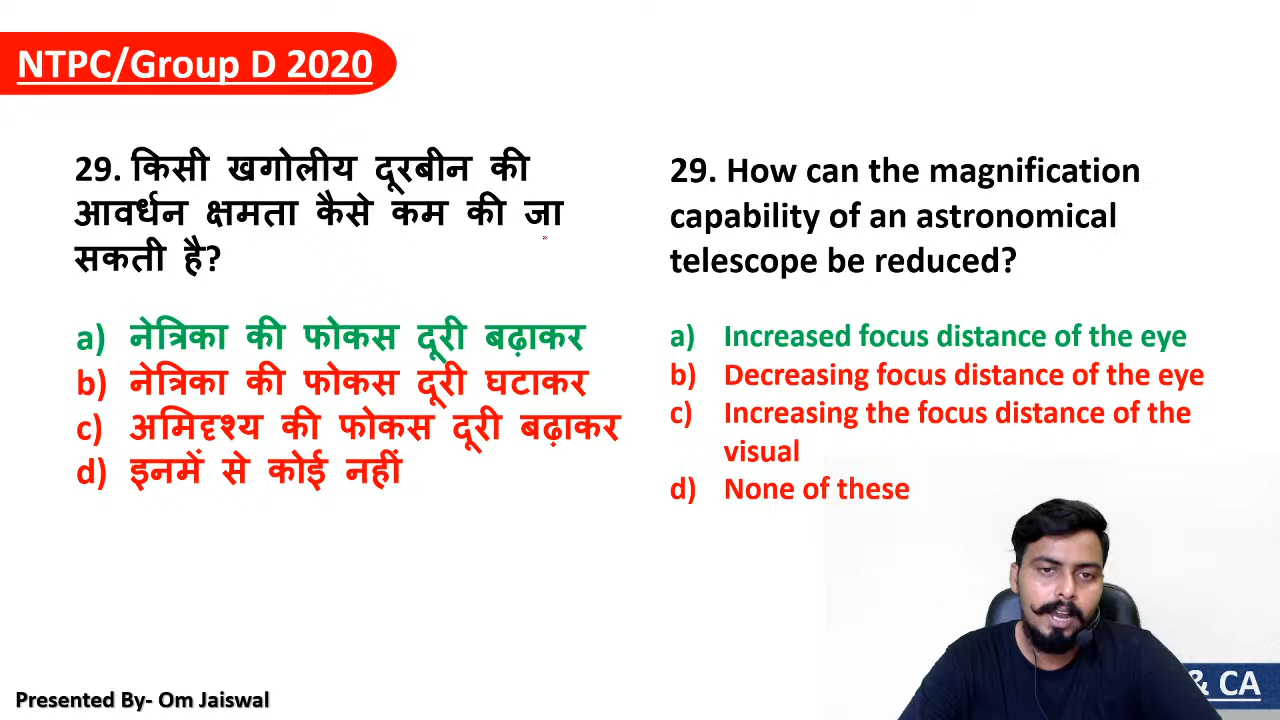 NTPC/Group D 2020
29. किसी खगोलीय दूरबीन की
आवर्धन क्षमता कैसे कम की जा
सकती है?
a) नेत्रिका की फोकस दूरी बढ़ाकर
b) नेत्रिका की फोकस दूरी घटाकर
c) अमिदृश्य की फोकस दूरी बढ़ाकर
d) इनमें से कोई नहीं
29. How can the magnification
capability of an astronomical
telescope be reduced?
a) Increased focus distance of the eye
b) Decreasing focus distance of the eye
c) Increasing the focus distance of the
visual
d) None of these
Presented By- Om Jaiswal
& CA